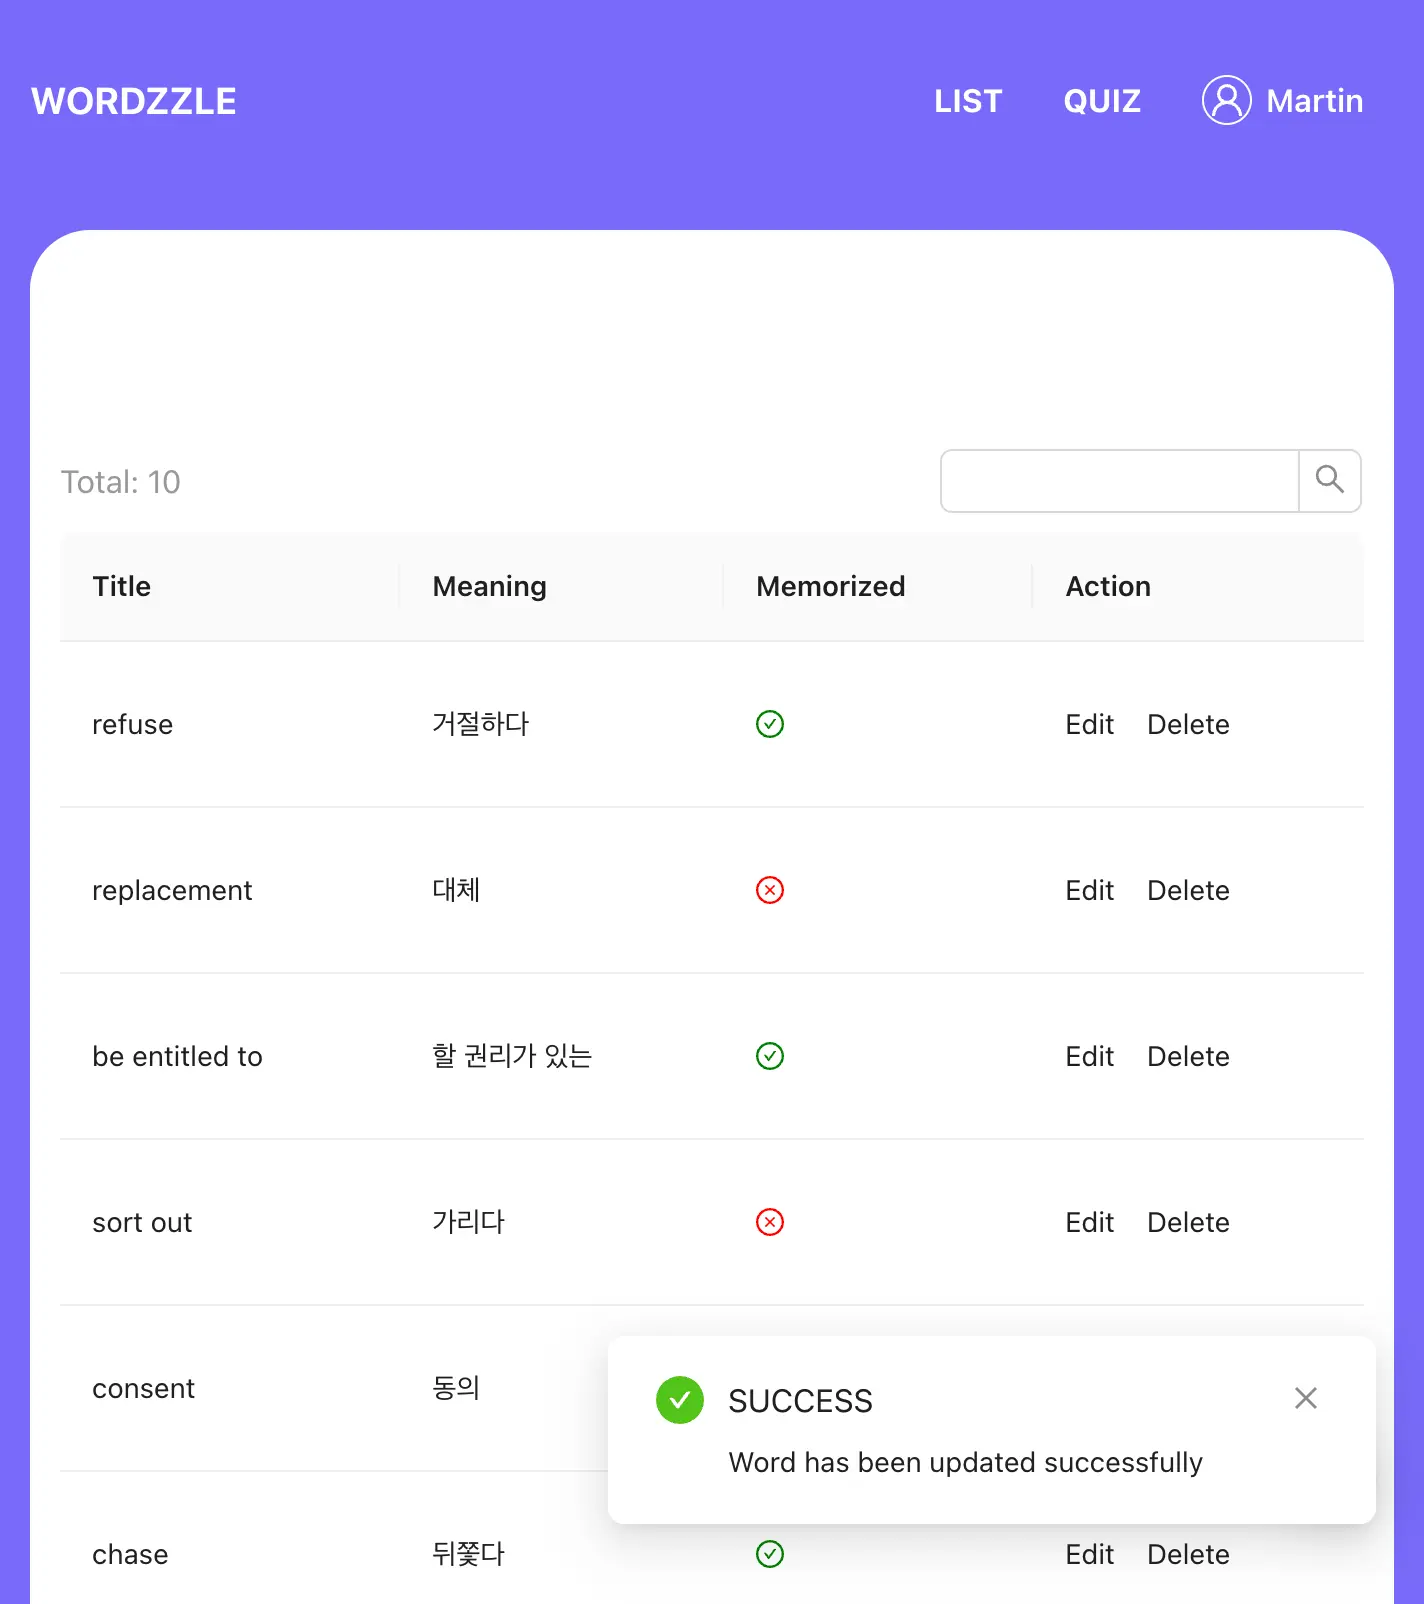 WORDZZLE LIST QUIZ Martin
Total: 10
Title Meaning Memorized Action
refuse 거절하다 Edit Delete
replacement 대체 Edit Delete
be entitled to 할 권리가 있는 Edit Delete
sort out 가리다 Edit Delete
consent 동의
SUCCESS
Word has been updated successfully
chase 뒤쫓다 Edit Delete